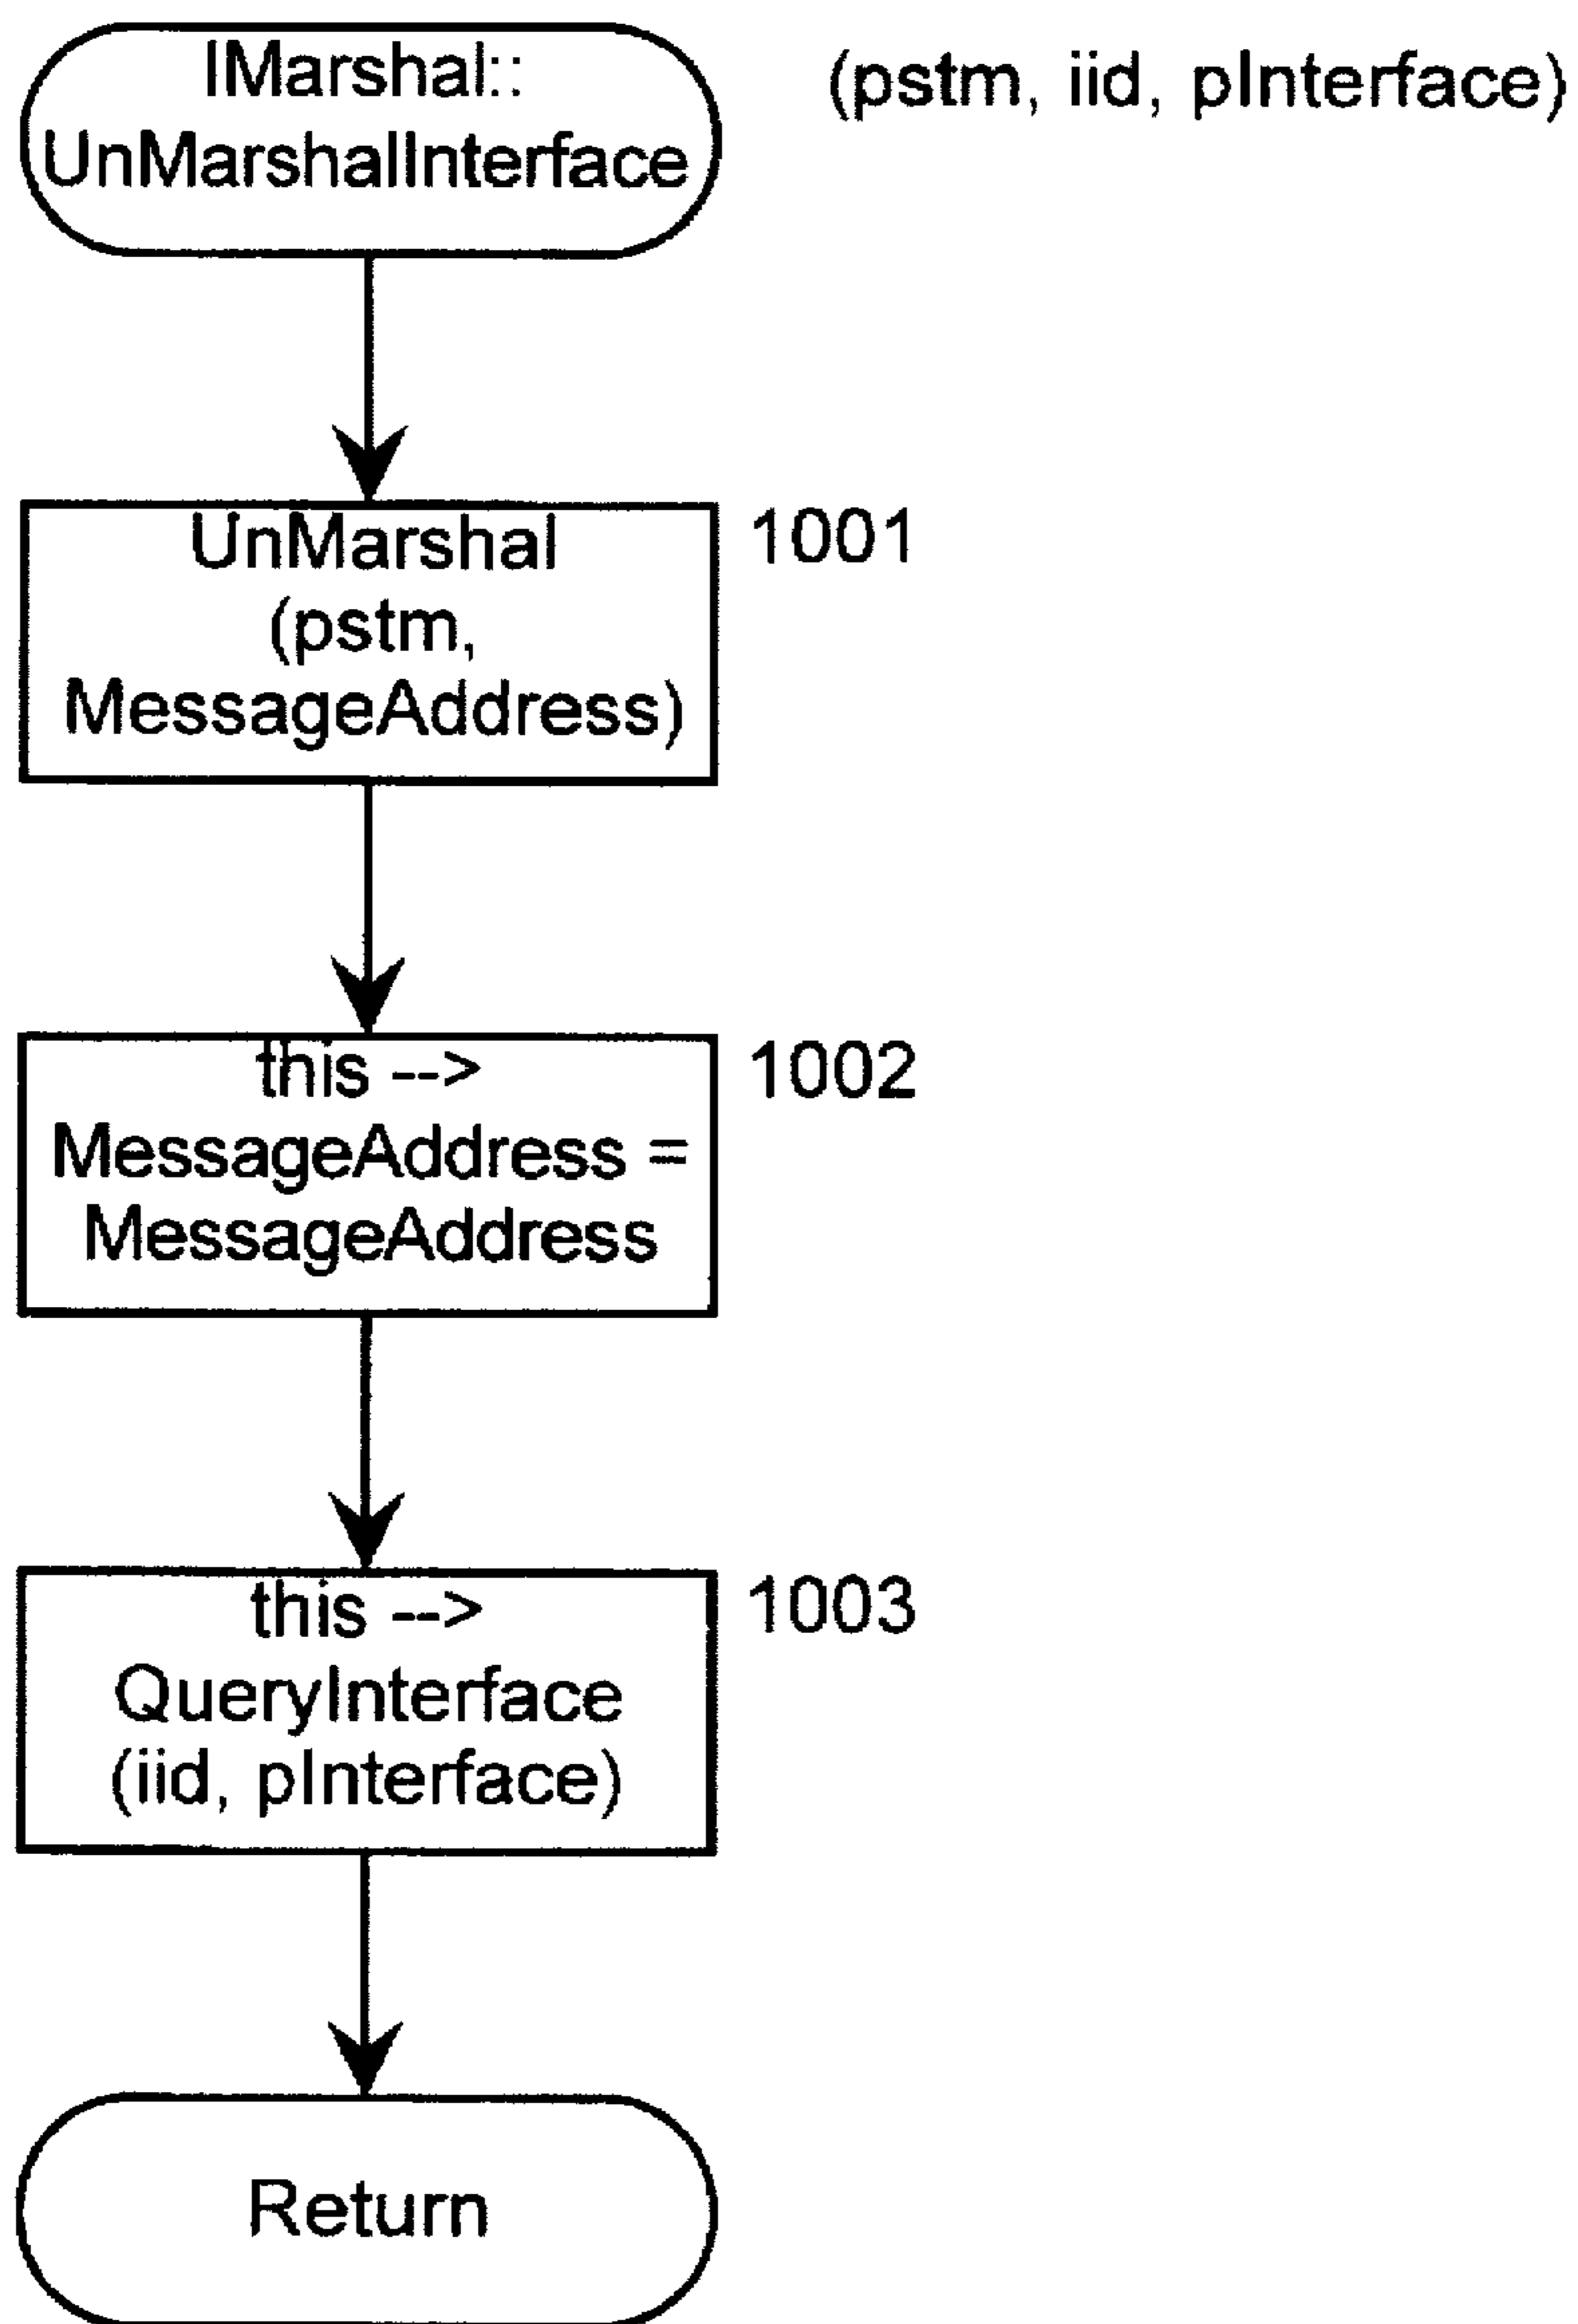 IMarshal::
UnMarshalInterface
(pstm, iid, pInterface)
UnMarshal
(pstm,
MessageAddress)
1001
this -->
MessageAddress =
MessageAddress
1002
this -->
QueryInterface
(iid, pInterface)
1003
Return